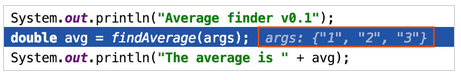 System.out.println("Average finder v0.1");
double avg = findAverage(args); args: {"1", "2", "3"}
System.out.println("The average is " + avg);